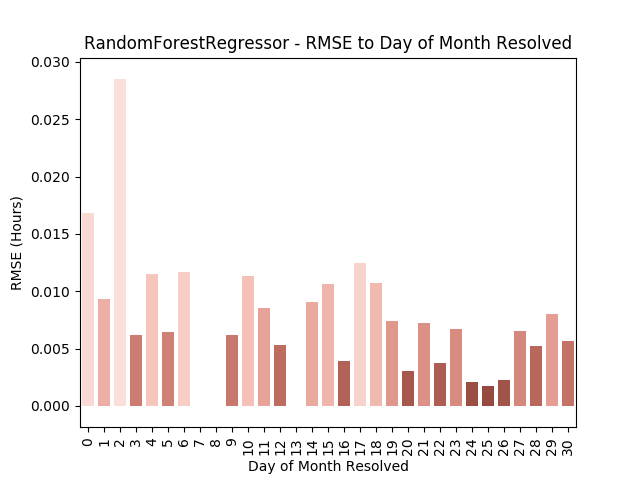 RandomForestRegressor - RMSE to Day of Month Resolved
0.030
0.025
0.020
0.015
0.010
0.005
0.000
RMSE (Hours)
0 1 2 3 4 5 6 7 8 9 10 11 12 13 14 15 16 17 18 19 20 21 22 23 24 25 26 27 28 29 30
Day of Month Resolved